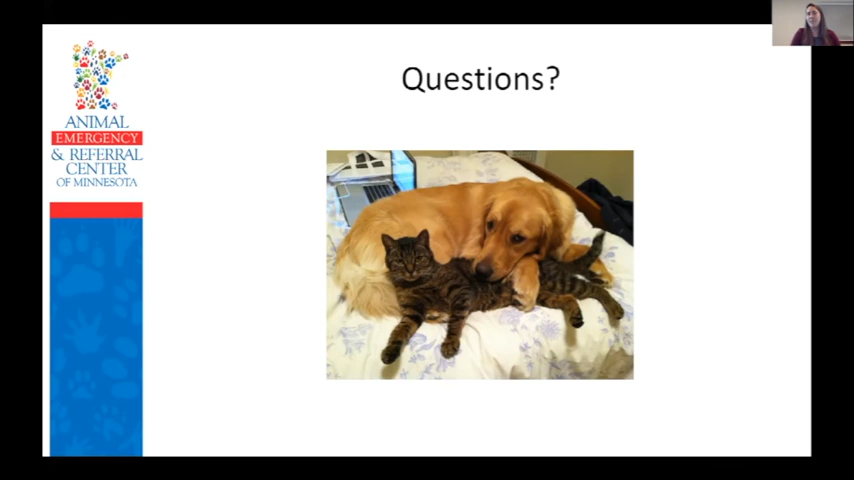 Questions?
ANIMAL
EMERGENCY
& REFERRAL
CENTER
OF MINNESOTA